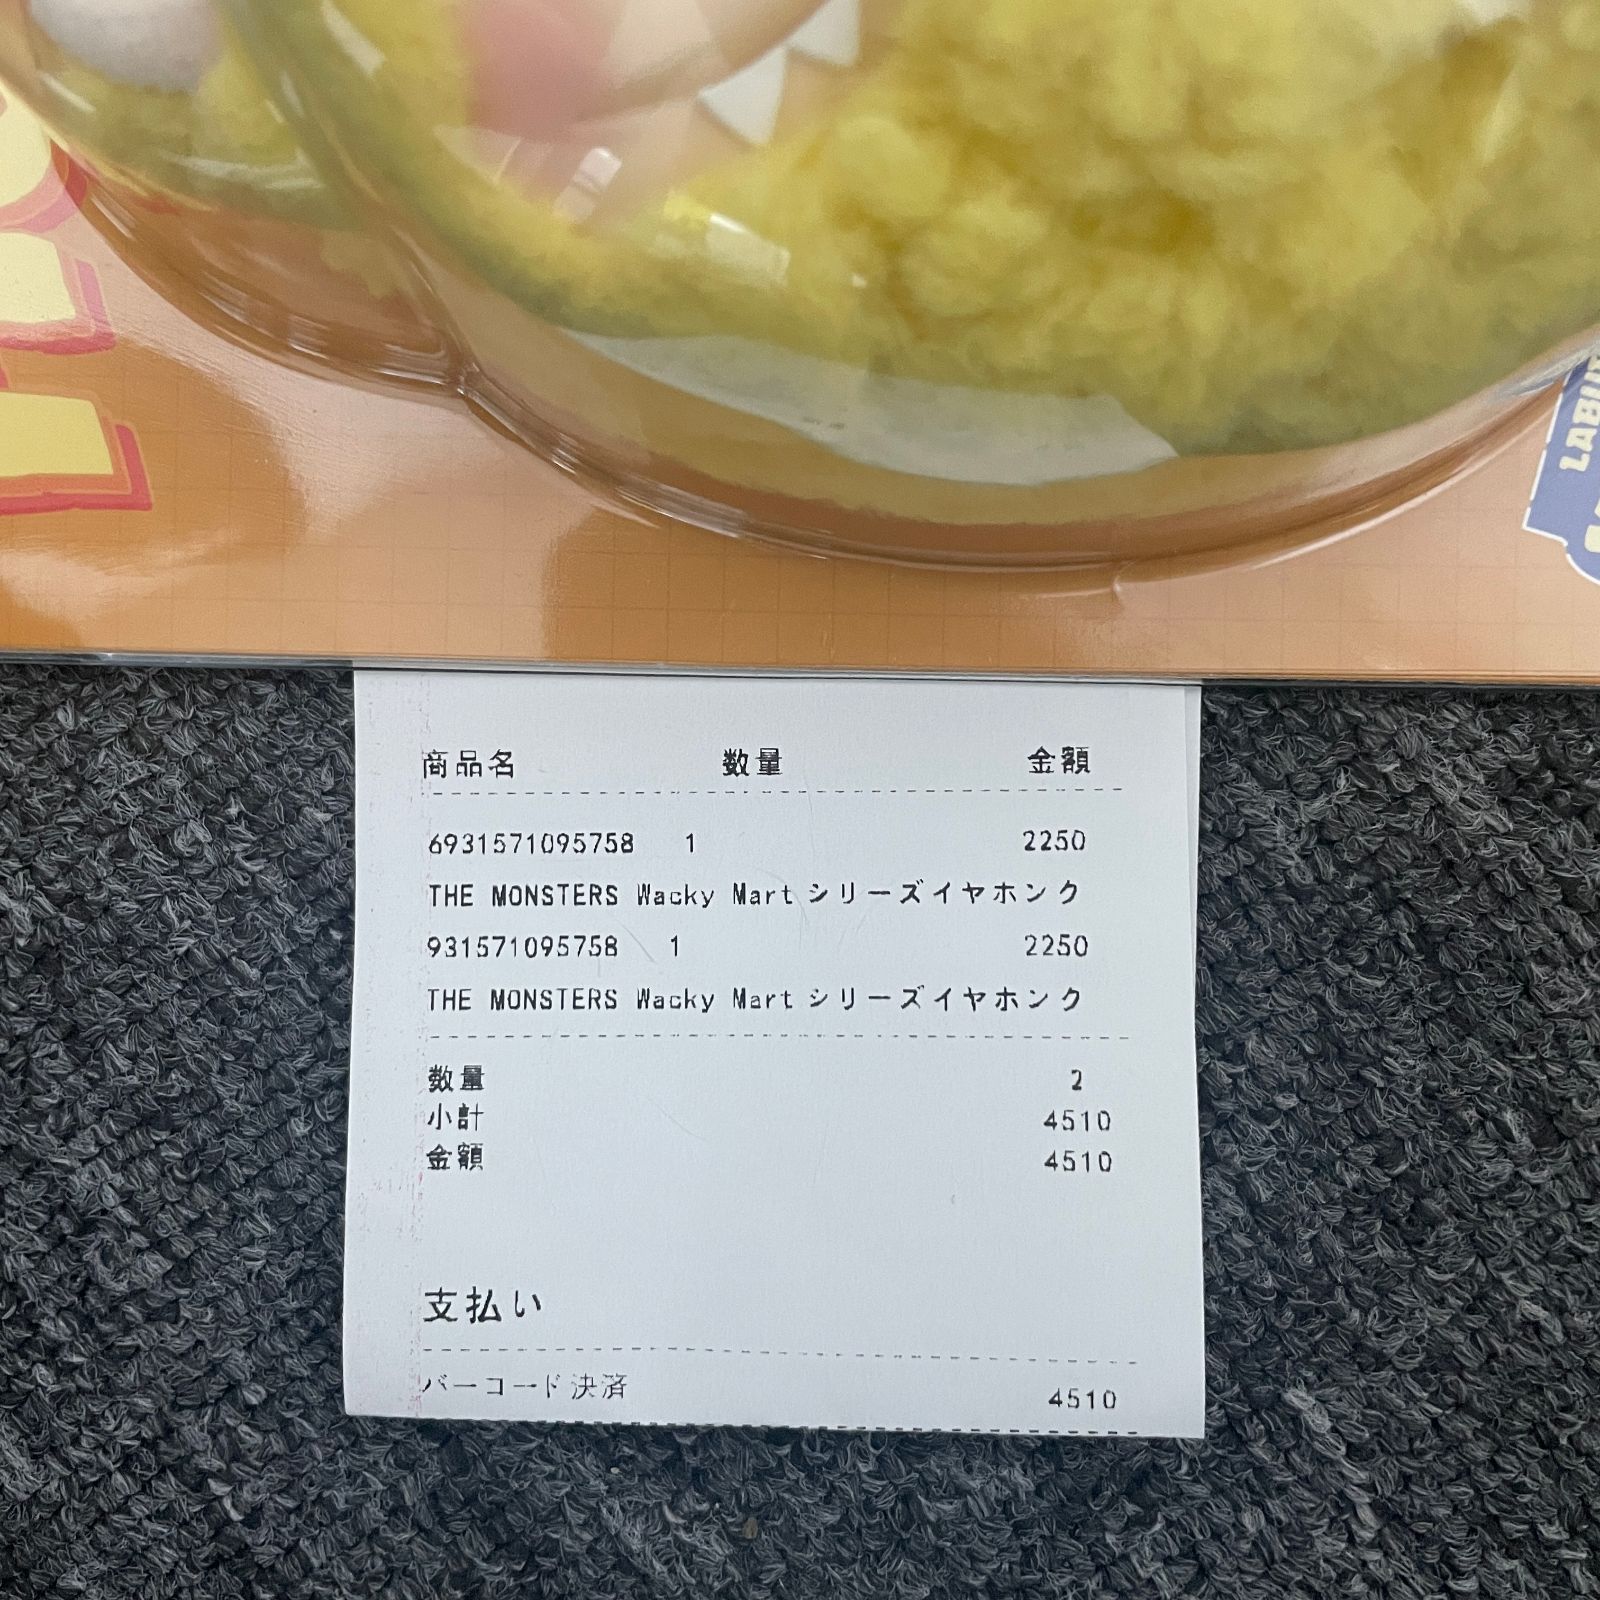 LABU
商品名 数量 金額
6931571095758 1 2250
THE MONSTERS Wacky Mart シリーズイヤホンク
931571095758 1 2250
THE MONSTERS Wacky Mart シリーズイヤホンク
数量 2
小計 4510
金額 4510
支払い
バーコード決済 4510